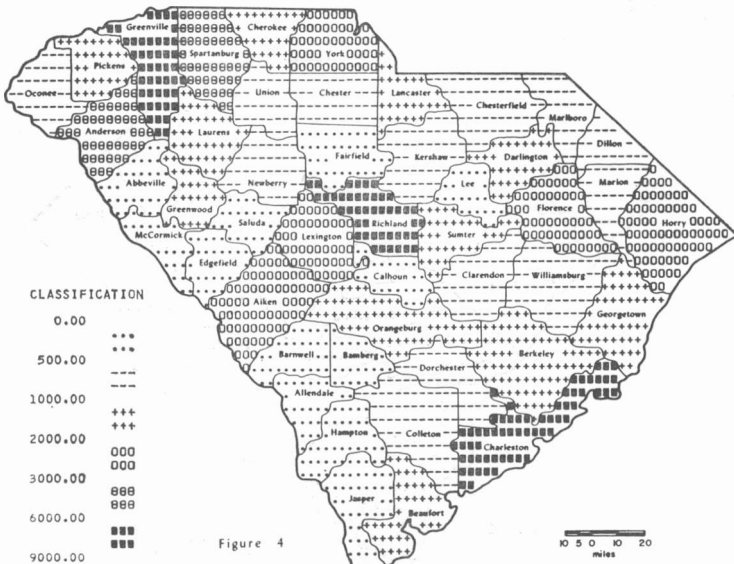 Greenville
Cherokee
Spartanburg
York
Pickens
Oconee
Union
Chester
Lancaster
Chesterfield
Marlboro
Anderson
Laurens
Fairfield
Kershaw
Darlington
Dillon
Abbeville
Newberry
Lee
Marion
Greenwood
Saluda
Richland
Florence
Horry
McCormick
Lexington
Sumter
Edgefield
Calhoun
Clarendon
Williamsburg
Aiken
Georgetown
Orangeburg
Barnwell
Bamberg
Berkeley
Dorchester
Allendale
Hampton
Colleton
Charleston
Jasper
Beaufort
CLASSIFICATION
0.00
500.00
1000.00
2000.00
3000.00
6000.00
9000.00
Figure 4
10 5 0 10 20
miles